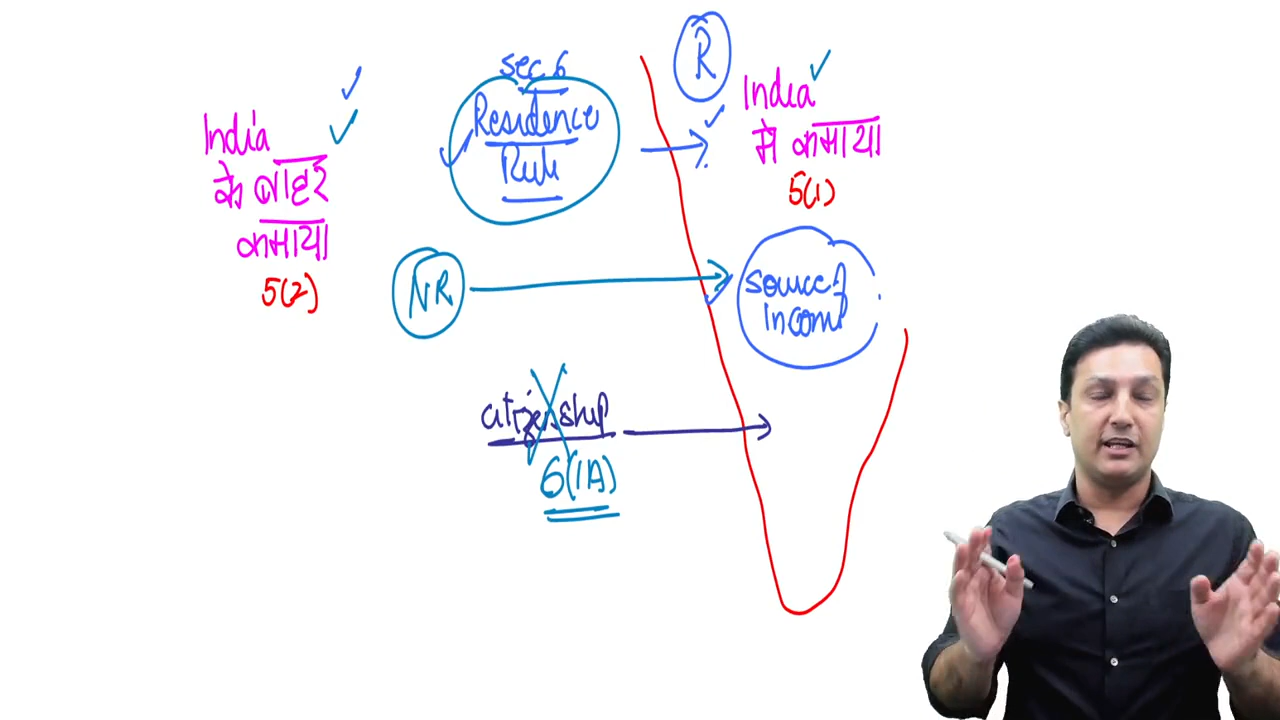 India
के बाहर
कमाया
5(2)
sec 6
Residence
Rule
R
India
में कमाया
5(1)
NR
source of
income
citizenship
6(1A)